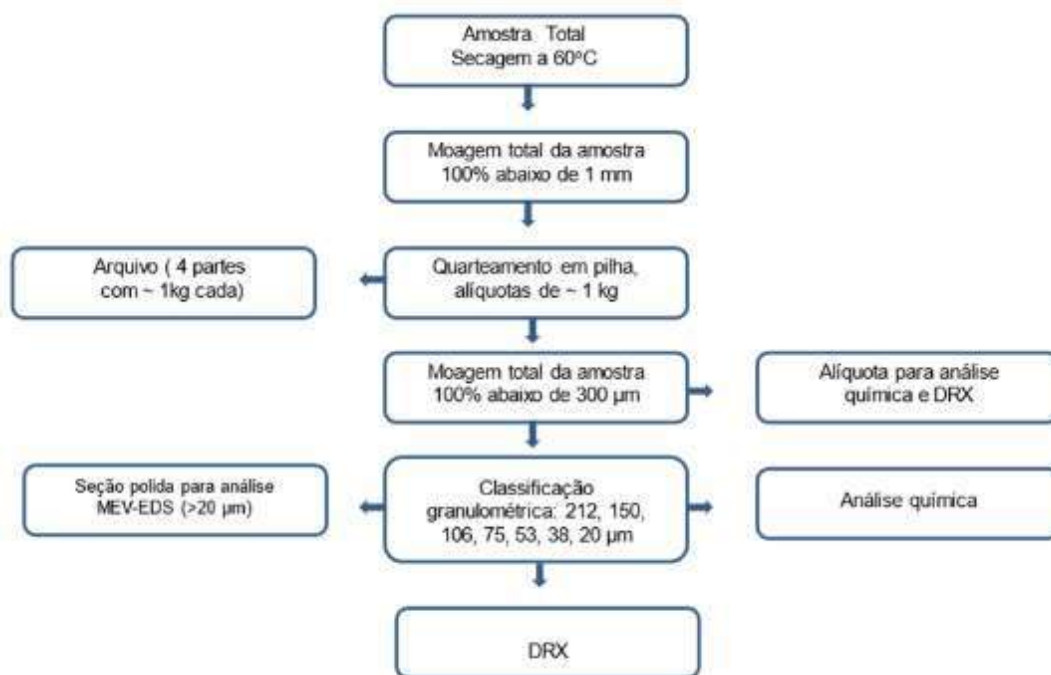 Amostra Total
Secagem a 60ºC
Moagem total da amostra
100% abaixo de 1 mm
Arquivo ( 4 partes
com ~ 1kg cada)
Quarteamento em pilha,
alíquotas de ~ 1 kg
Moagem total da amostra
100% abaixo de 300 µm
Alíquota para análise
química e DRX
Seção polida para análise
MEV-EDS (>20 µm)
Classificação
granulométrica: 212, 150,
106, 75, 53, 38, 20 µm
Análise química
DRX